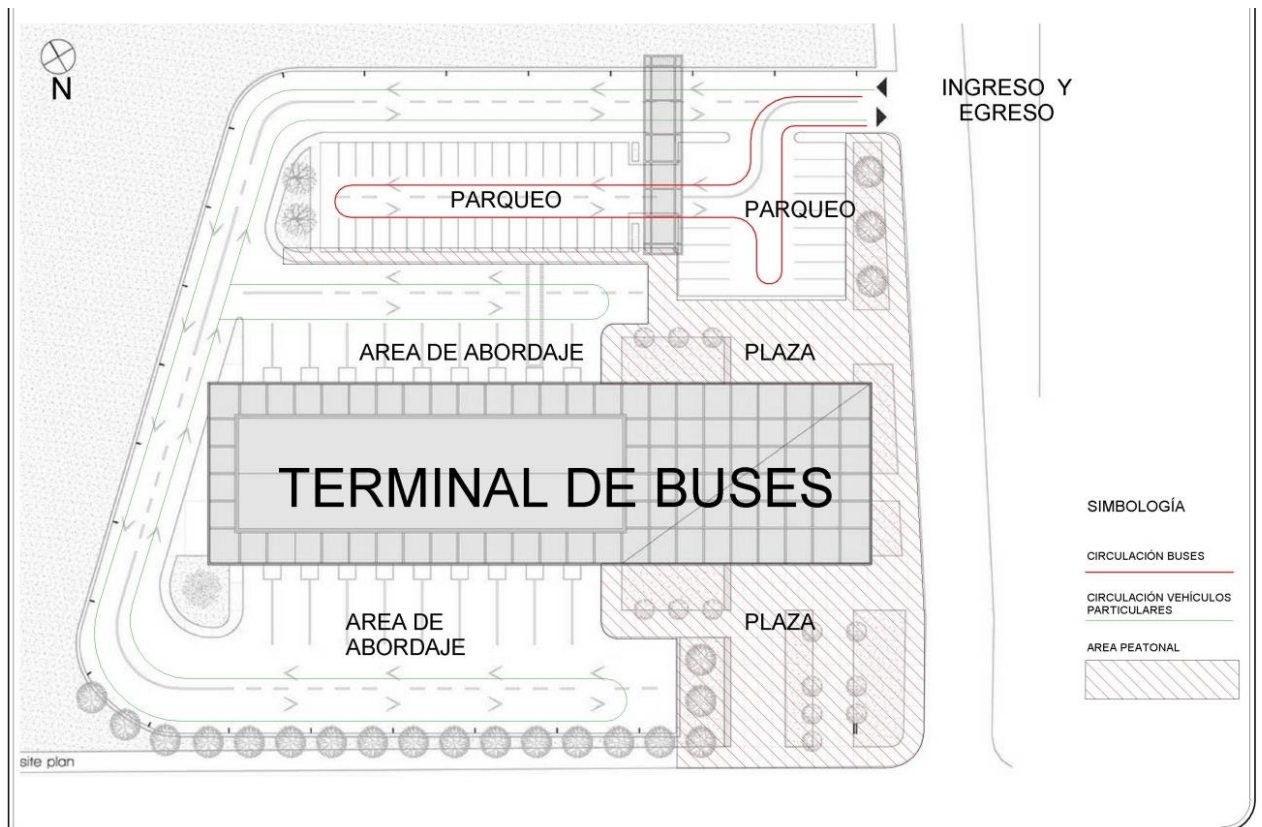 N
INGRESO Y
EGRESO
PARQUEO
PARQUEO
AREA DE ABORDAJE
PLAZA
TERMINAL DE BUSES
AREA DE
ABORDAJE
PLAZA
SIMBOLOGÍA
CIRCULACIÓN BUSES
CIRCULACIÓN VEHÍCULOS
PARTICULARES
AREA PEATONAL
site plan